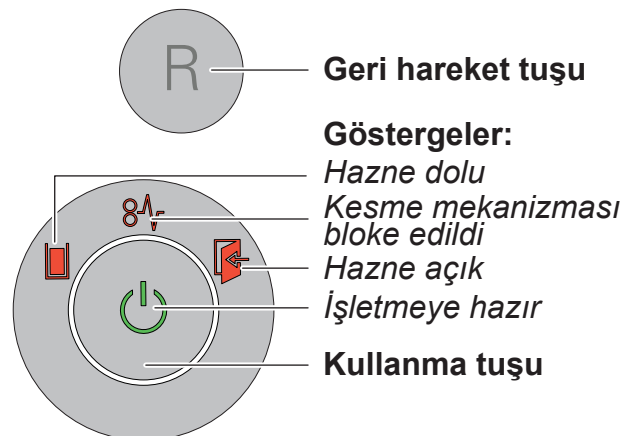 R
Geri hareket tuşu
Göstergeler:
Hazne dolu
Kesme mekanizması
bloke edildi
Hazne açık
İşletmeye hazır
Kullanma tuşu